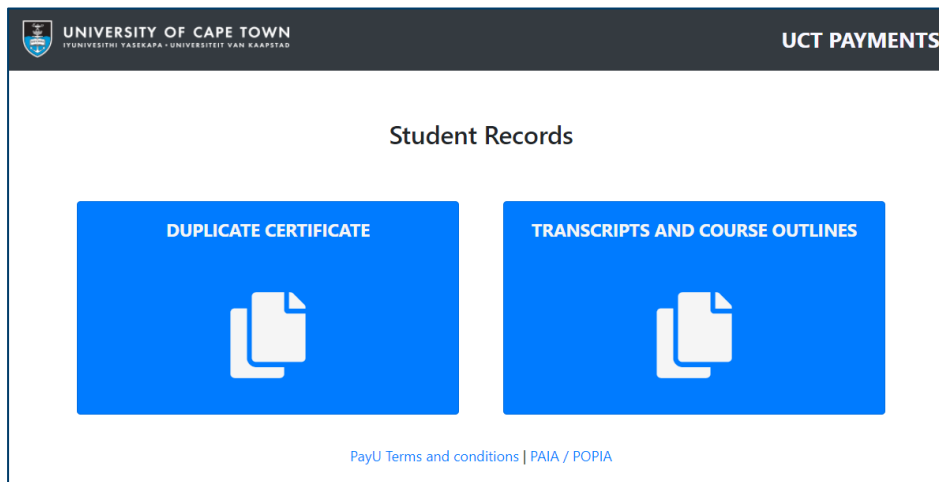 UNIVERSITY OF CAPE TOWN
IYUNIVESITHI YASEKAPA • UNIVERSITEIT VAN KAAPSTAD
UCT PAYMENTS
Student Records
DUPLICATE CERTIFICATE
TRANSCRIPTS AND COURSE OUTLINES
PayU Terms and conditions | PAIA / POPIA